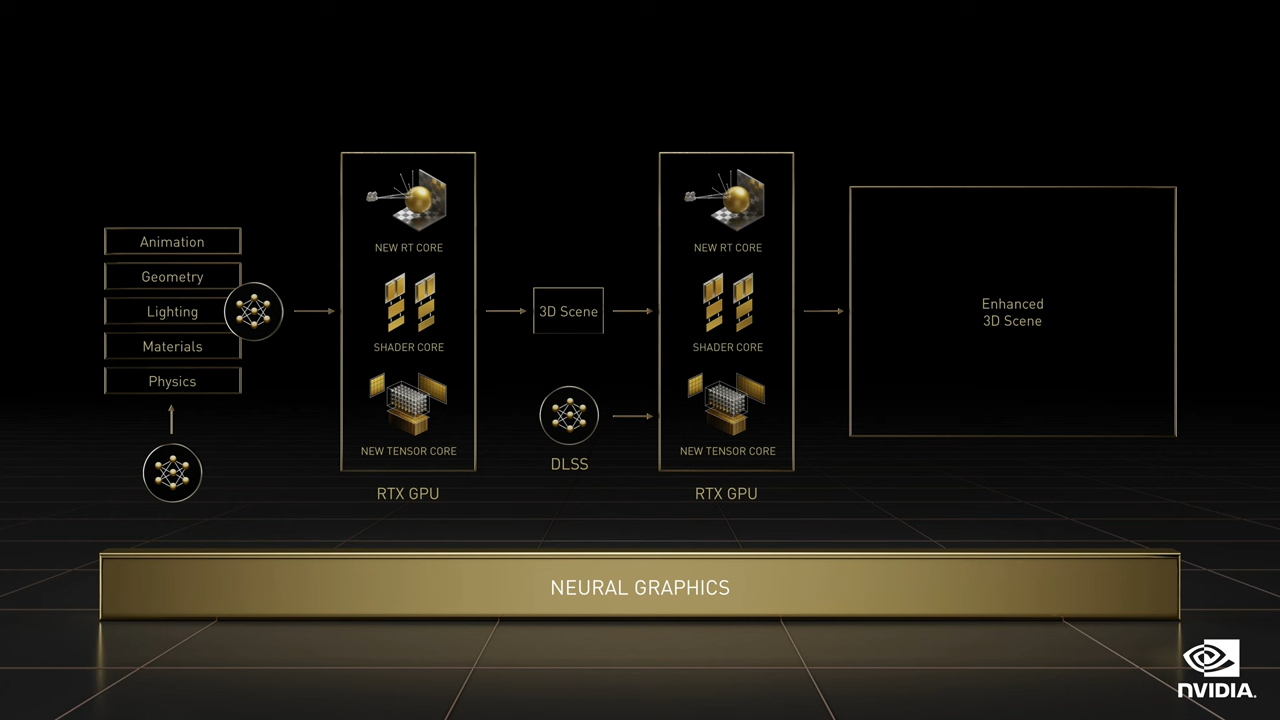 Animation
Geometry
Lighting
Materials
Physics
NEW RT CORE
SHADER CORE
NEW TENSOR CORE
RTX GPU
3D Scene
DLSS
NEW RT CORE
SHADER CORE
NEW TENSOR CORE
RTX GPU
Enhanced
3D Scene
NEURAL GRAPHICS
NVIDIA.